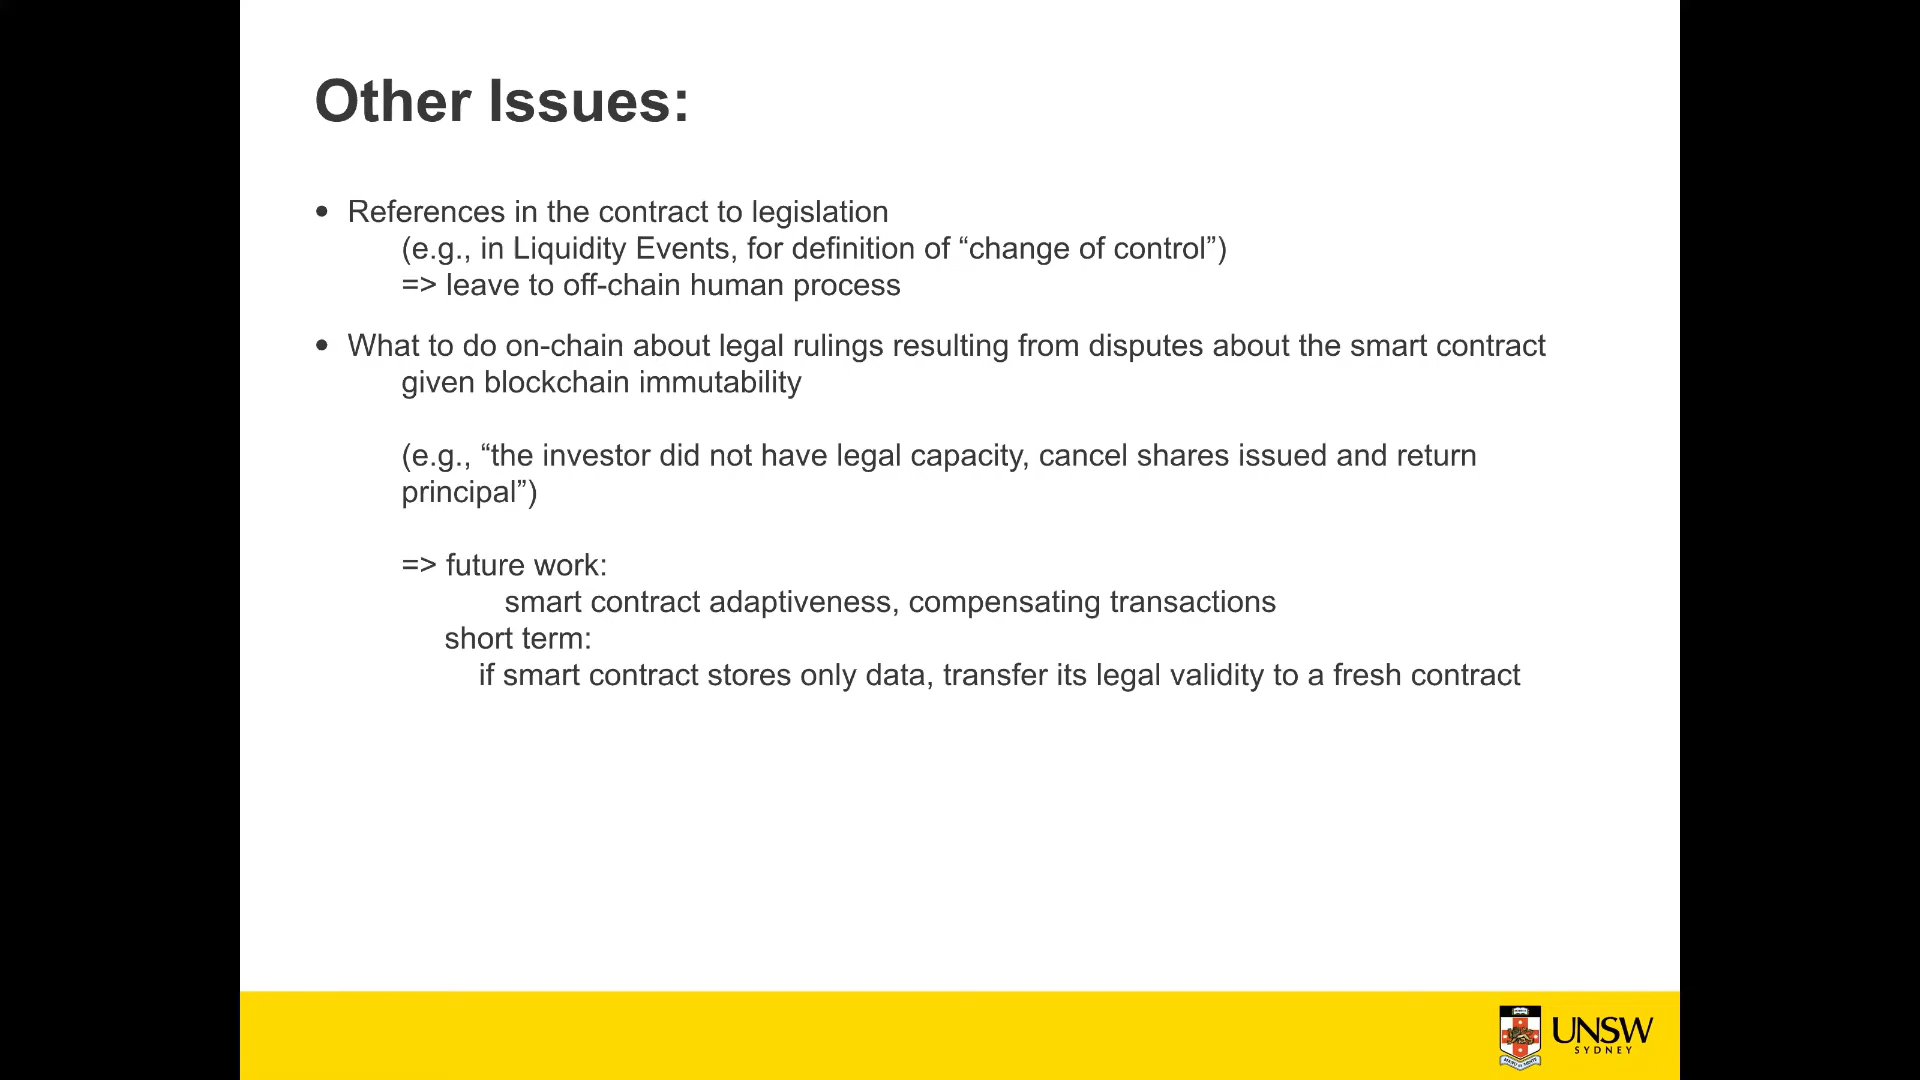 Other Issues:
• References in the contract to legislation
(e.g., in Liquidity Events, for definition of “change of control”)
=> leave to off-chain human process
• What to do on-chain about legal rulings resulting from disputes about the smart contract
given blockchain immutability
(e.g., “the investor did not have legal capacity, cancel shares issued and return
principal”)
=> future work:
smart contract adaptiveness, compensating transactions
short term:
if smart contract stores only data, transfer its legal validity to a fresh contract
UNSW
SYDNEY